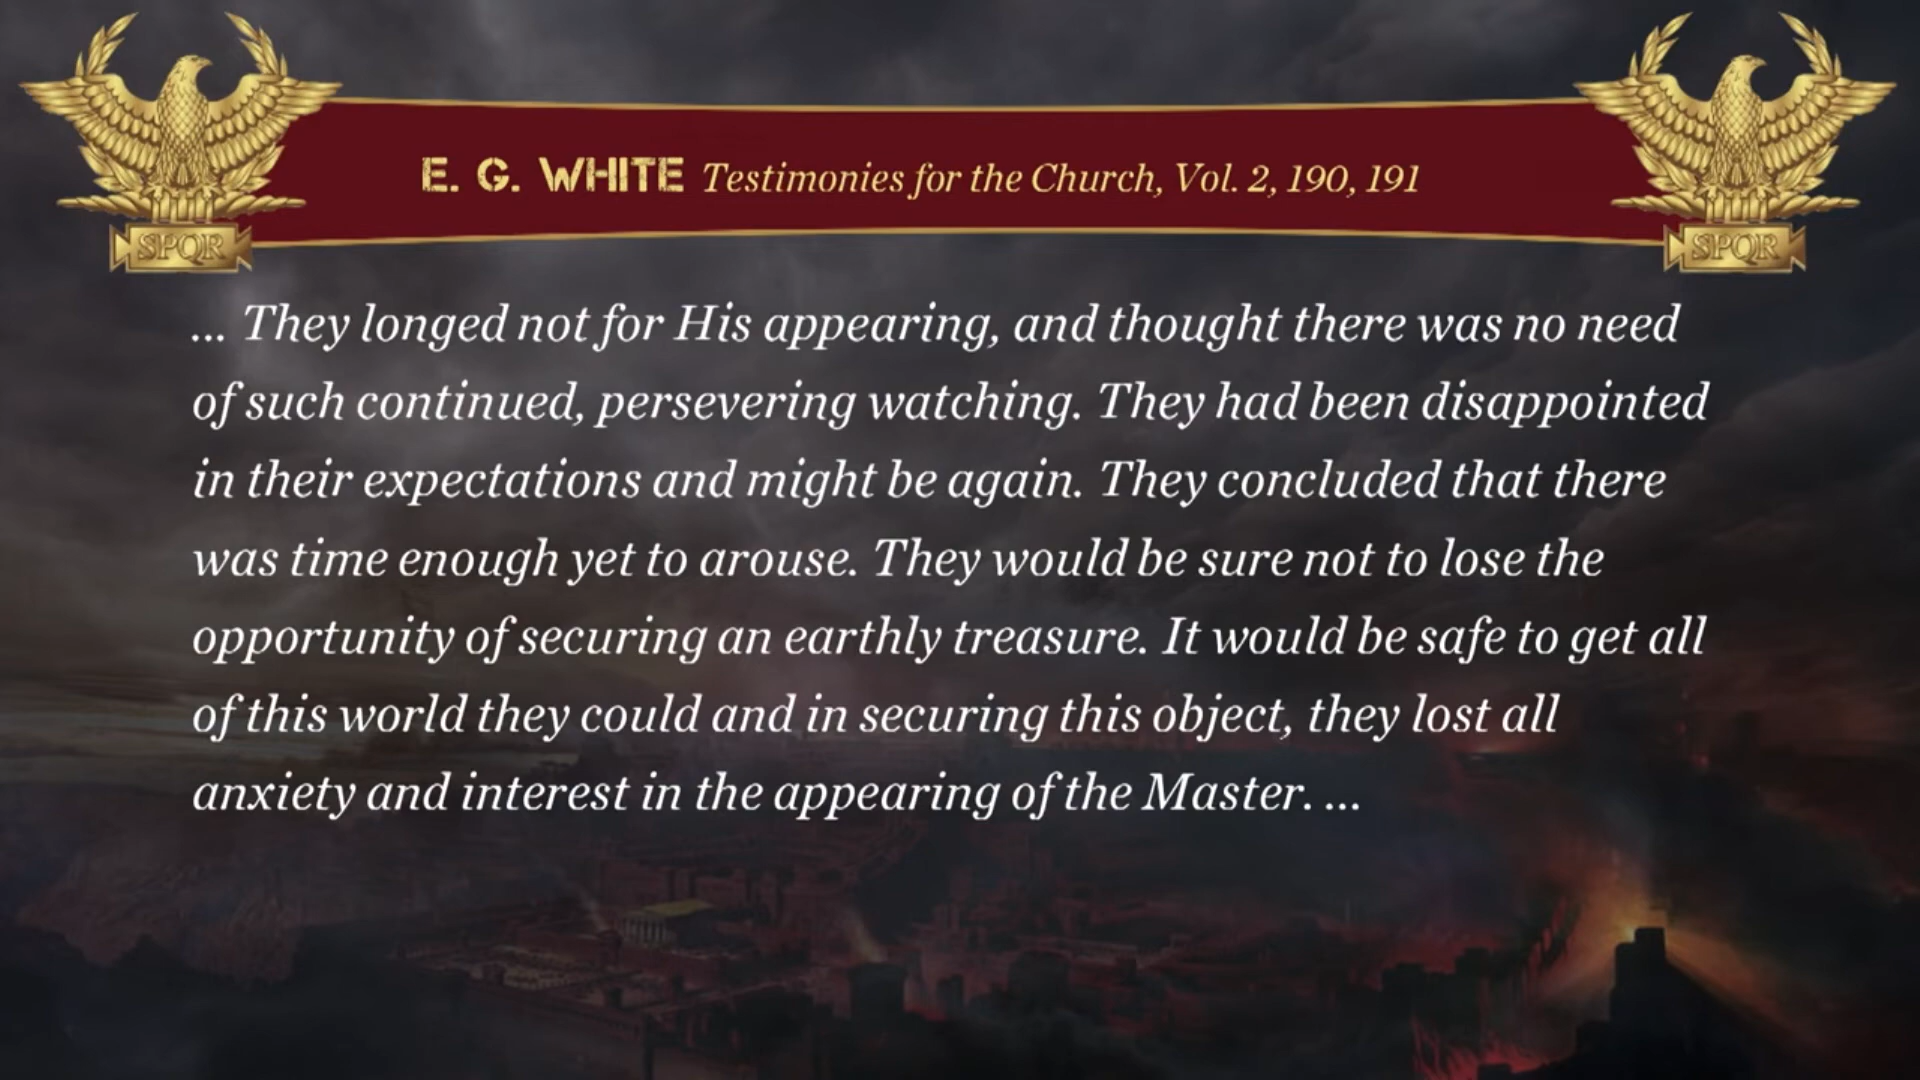 E. G. WHITE Testimonies for the Church, Vol. 2, 190, 191
SPQR
SPQR
... They longed not for His appearing, and thought there was no need
of such continued, persevering watching. They had been disappointed
in their expectations and might be again. They concluded that there
was time enough yet to arouse. They would be sure not to lose the
opportunity of securing an earthly treasure. It would be safe to get all
of this world they could and in securing this object, they lost all
anxiety and interest in the appearing of the Master. ...